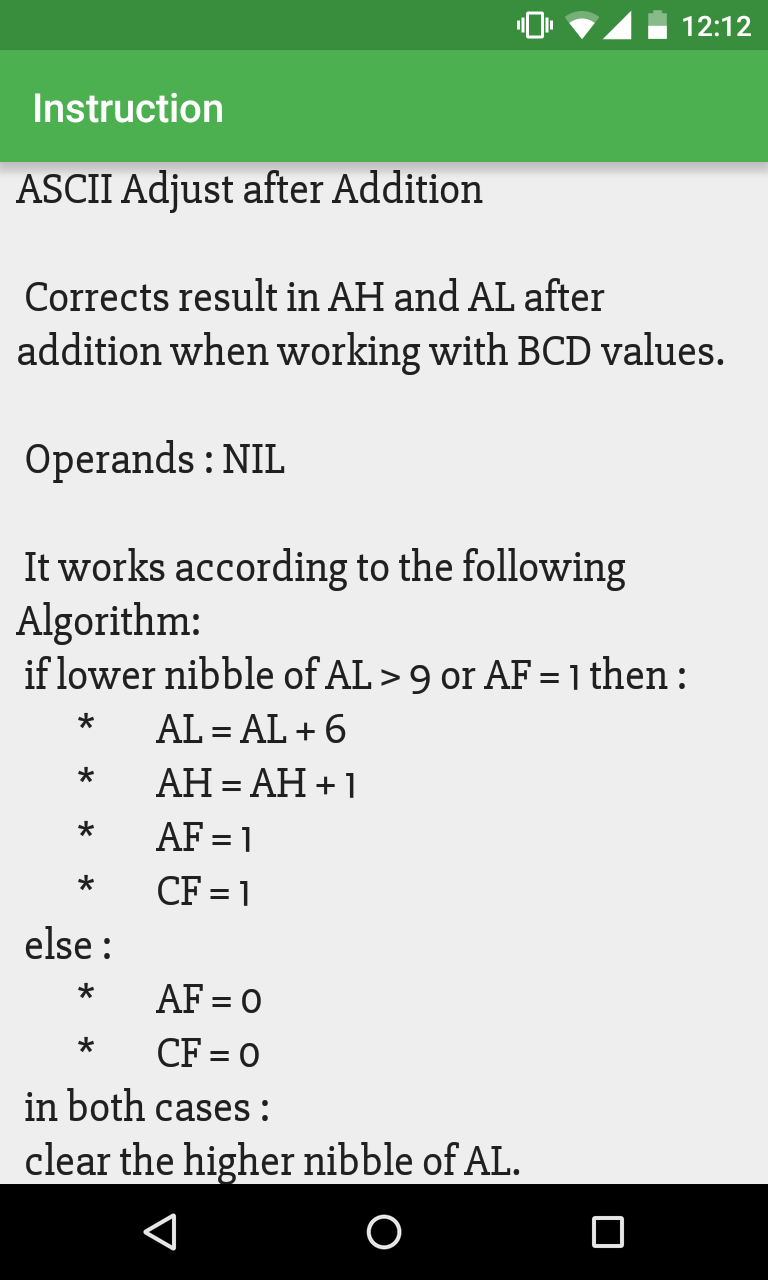 12:12
Instruction
ASCII Adjust after Addition
Corrects result in AH and AL after
addition when working with BCD values.
Operands : NIL
It works according to the following
Algorithm:
if lower nibble of AL > 9 or AF = 1 then :
* AL = AL + 6
* AH = AH + 1
* AF = 1
* CF = 1
else :
* AF = 0
* CF = 0
in both cases :
clear the higher nibble of AL.